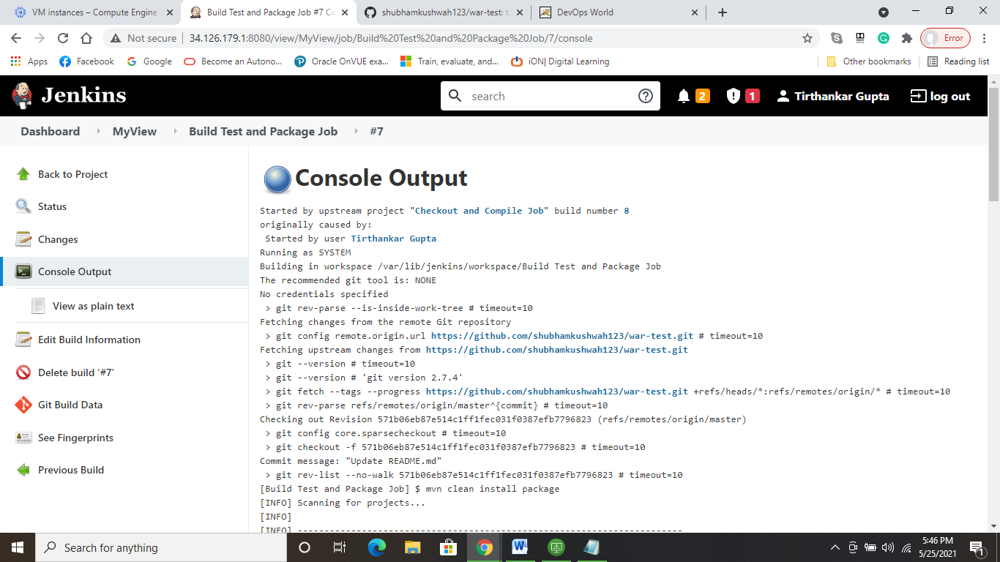 VM instances – Compute Engine
Build Test and Package Job #7 Co
shubhamkushwah123/war-test: t
DevOps World
Not secure
34.126.179.1:8080/view/MyView/job/Build%20Test%20and%20Package%20Job/7/console
Error
Apps
Facebook
Google
Become an Autono...
Oracle OnVUE exa...
Train, evaluate, and...
iON| Digital Learning
Other bookmarks
Reading list
Jenkins
search
2
1
Tirthankar Gupta
log out
Dashboard
MyView
Build Test and Package Job
#7
Back to Project
Status
Changes
Console Output
View as plain text
Edit Build Information
Delete build ‘#7’
Git Build Data
See Fingerprints
Previous Build
Console Output
Started by upstream project "Checkout and Compile Job" build number 8
originally caused by:
Started by user Tirthankar Gupta
Running as SYSTEM
Building in workspace /var/lib/jenkins/workspace/Build Test and Package Job
The recommended git tool is: NONE
No credentials specified
> git rev-parse --is-inside-work-tree # timeout=10
Fetching changes from the remote Git repository
> git config remote.origin.url https://github.com/shubhamkushwah123/war-test.git # timeout=10
Fetching upstream changes from https://github.com/shubhamkushwah123/war-test.git
> git --version # timeout=10
> git --version # 'git version 2.7.4'
> git fetch --tags --progress https://github.com/shubhamkushwah123/war-test.git +refs/heads/*:refs/remotes/origin/* # timeout=10
> git rev-parse refs/remotes/origin/master^{commit} # timeout=10
Checking out Revision 571b06eb87e514c1ff1fec031f0387efb7796823 (refs/remotes/origin/master)
> git config core.sparsecheckout # timeout=10
> git checkout -f 571b06eb87e514c1ff1fec031f0387efb7796823 # timeout=10
Commit message: "Update README.md"
> git rev-list --no-walk 571b06eb87e514c1ff1fec031f0387efb7796823 # timeout=10
[Build Test and Package Job] $ mvn clean install package
[INFO] Scanning for projects...
[INFO]
[INFO] ------------------------------------------------------------------------
Search for anything
5:46 PM
5/25/2021
1